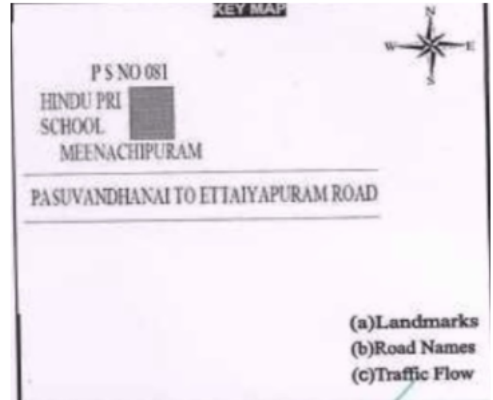 KEY MAP
N
W E
S
P S NO 081
HINDU PRI
SCHOOL
MEENACHIPURAM
PASUVANDHANAI TO ETTAIYAPURAM ROAD
(a)Landmarks
(b)Road Names
(c)Traffic Flow